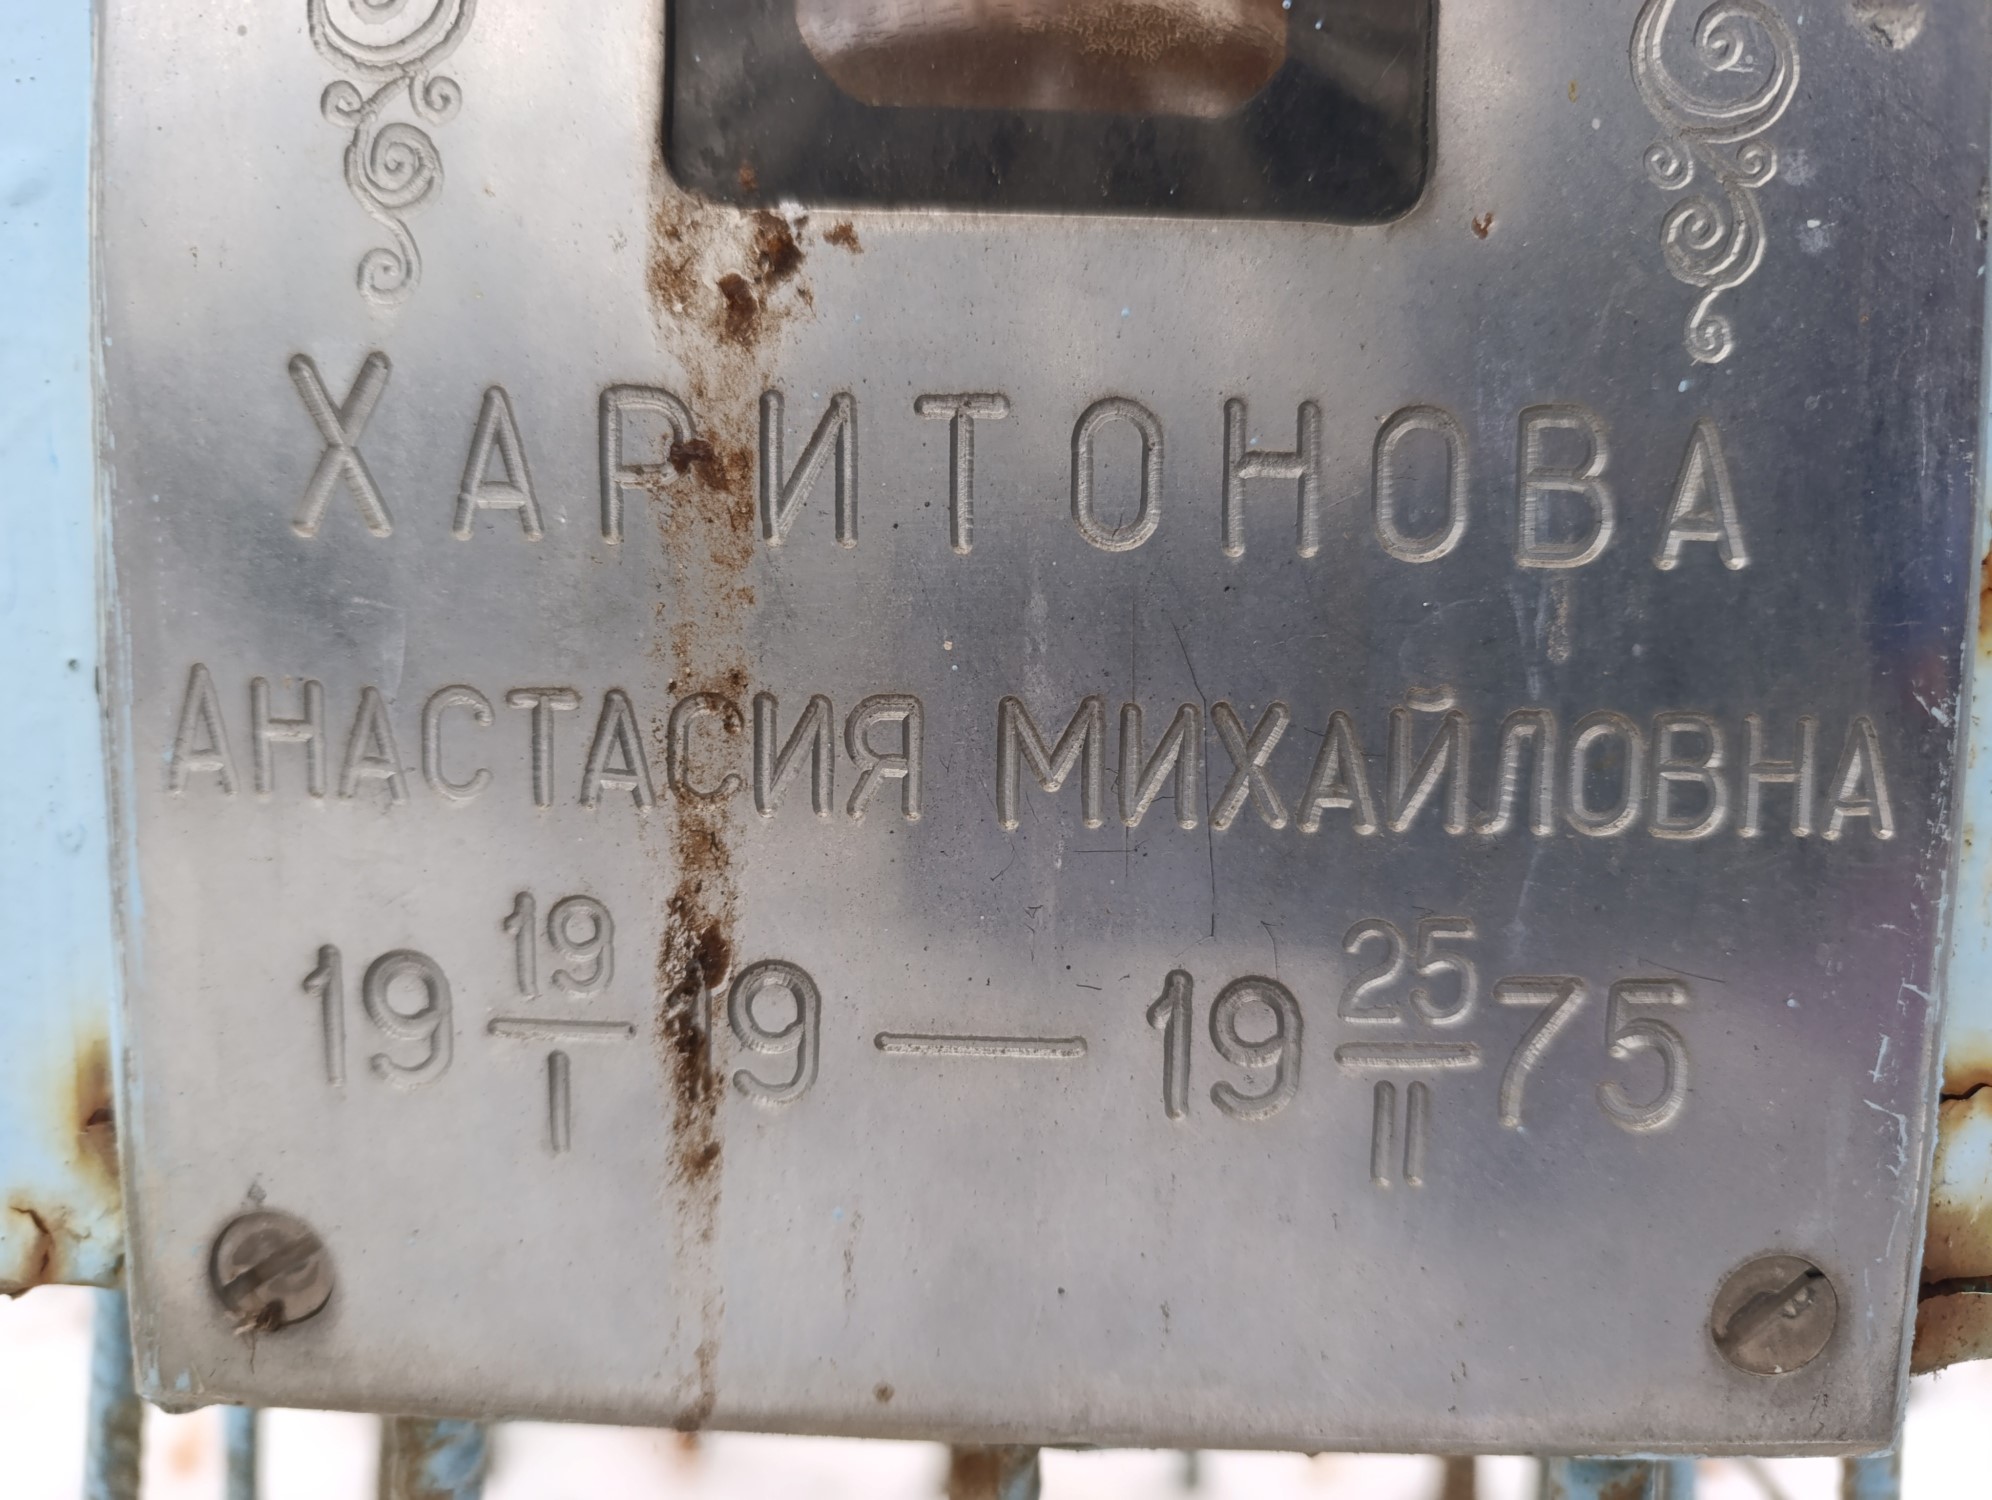 ХАРИТОНОВА
АНАСТАСИЯ МИХАЙЛОВНА
19 19/I 19 — 19 25/II 75